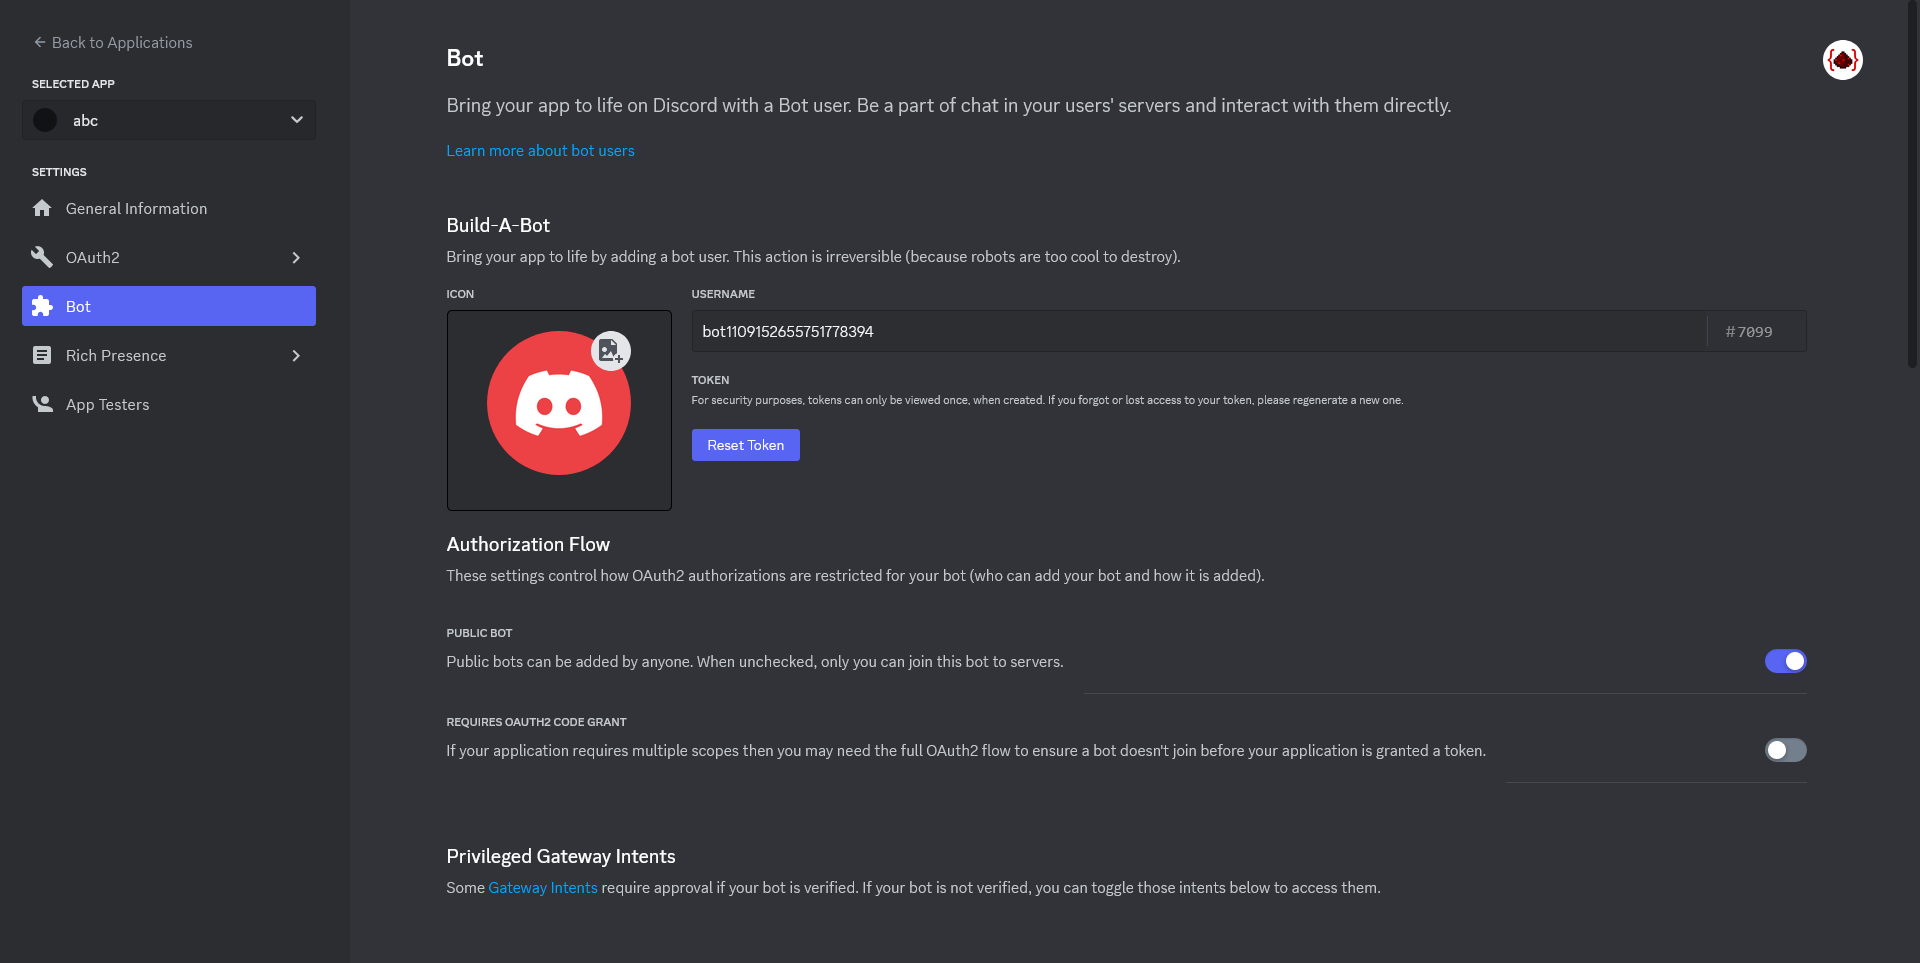 Back to Applications
SELECTED APP
abc
SETTINGS
General Information
OAuth2
Bot
Rich Presence
App Testers
Bot
Bring your app to life on Discord with a Bot user. Be a part of chat in your users' servers and interact with them directly.
Learn more about bot users
Build-A-Bot
Bring your app to life by adding a bot user. This action is irreversible (because robots are too cool to destroy).
ICON
USERNAME
bot1109152655751778394
#7099
TOKEN
For security purposes, tokens can only be viewed once, when created. If you forgot or lost access to your token, please regenerate a new one.
Reset Token
Authorization Flow
These settings control how OAuth2 authorizations are restricted for your bot (who can add your bot and how it is added).
PUBLIC BOT
Public bots can be added by anyone. When unchecked, only you can join this bot to servers.
REQUIRES OAUTH2 CODE GRANT
If your application requires multiple scopes then you may need the full OAuth2 flow to ensure a bot doesn't join before your application is granted a token.
Privileged Gateway Intents
Some Gateway Intents require approval if your bot is verified. If your bot is not verified, you can toggle those intents below to access them.